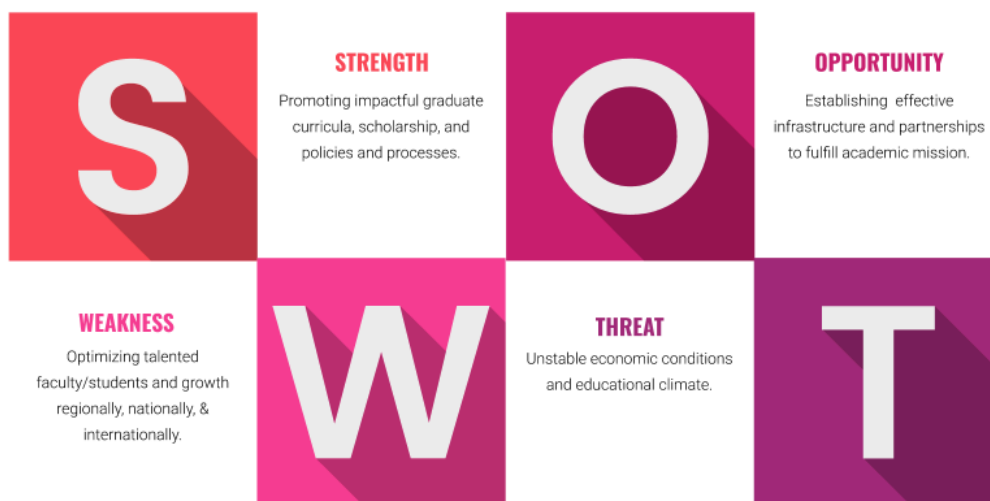 S
STRENGTH
Promoting impactful graduate
curricula, scholarship, and
policies and processes.
O
OPPORTUNITY
Establishing effective
infrastructure and partnerships
to fulfill academic mission.
WEAKNESS
Optimizing talented
faculty/students and growth
regionally, nationally, &
internationally.
W
THREAT
Unstable economic conditions
and educational climate.
T